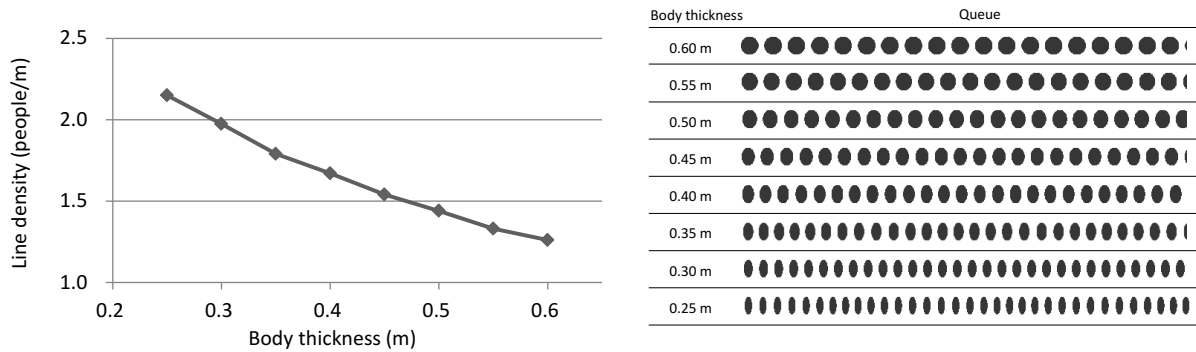 2.5
2.0
1.5
1.0
0.2 0.3 0.4 0.5 0.6
Line density (people/m)
Body thickness (m)
Body thickness Queue
0.60 m
0.55 m
0.50 m
0.45 m
0.40 m
0.35 m
0.30 m
0.25 m